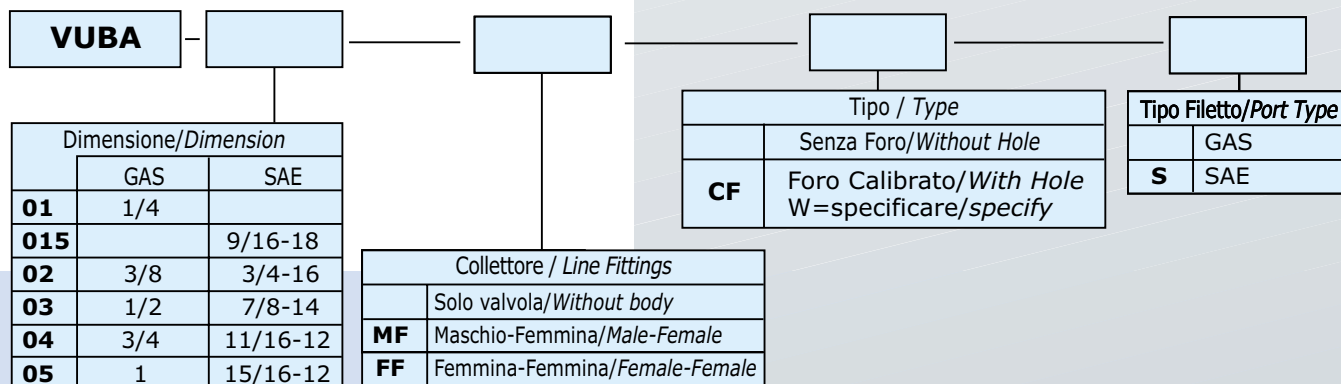 VUBA –
Dimensione/Dimension
GAS SAE
01 1/4
015 9/16-18
02 3/8 3/4-16
03 1/2 7/8-14
04 3/4 11/16-12
05 1 15/16-12
Collettore / Line Fittings
Solo valvola/Without body
MF Maschio-Femmina/Male-Female
FF Femmina-Femmina/Female-Female
Tipo / Type
Senza Foro/Without Hole
CF Foro Calibrato/With Hole
W=specificare/specify
Tipo Filetto/Port Type
GAS
S SAE